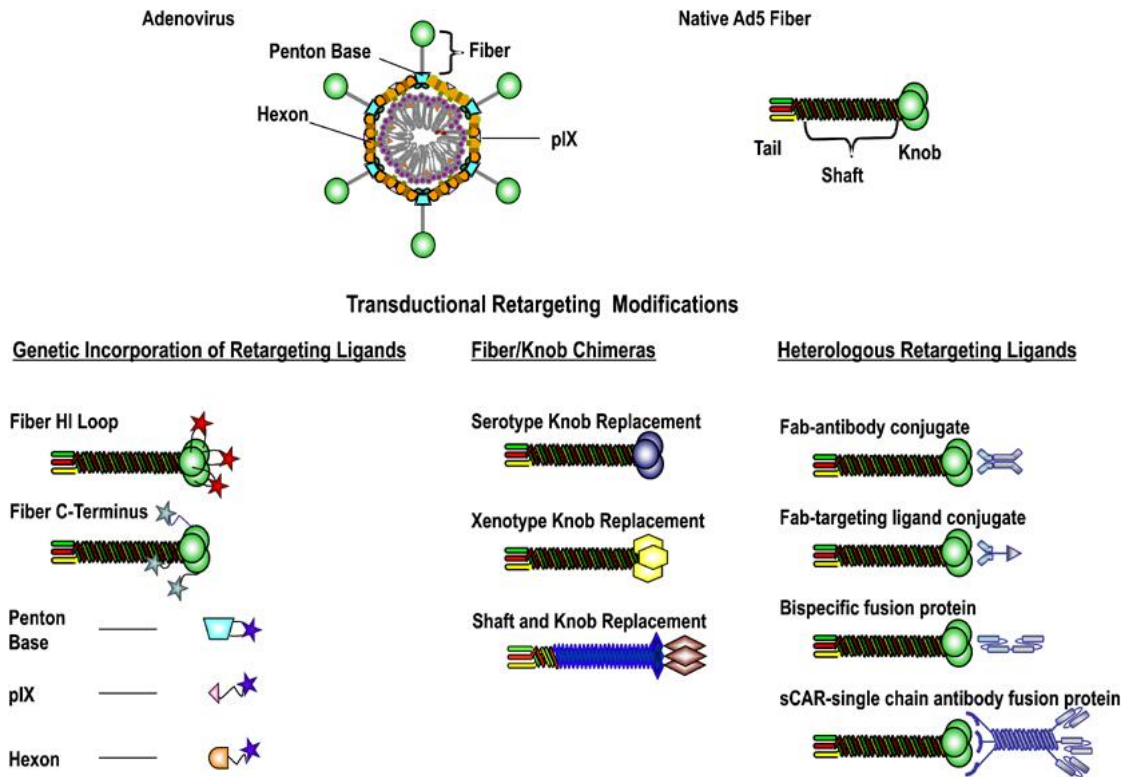 Adenovirus
Native Ad5 Fiber
Penton Base
Fiber
Hexon
pIX
Tail
Shaft
Knob
Transductional Retargeting Modifications
Genetic Incorporation of Retargeting Ligands
Fiber HI Loop
Fiber C-Terminus
Penton
Base
pIX
Hexon
Fiber/Knob Chimeras
Serotype Knob Replacement
Xenotype Knob Replacement
Shaft and Knob Replacement
Heterologous Retargeting Ligands
Fab-antibody conjugate
Fab-targeting ligand conjugate
Bispecific fusion protein
sCAR-single chain antibody fusion protein